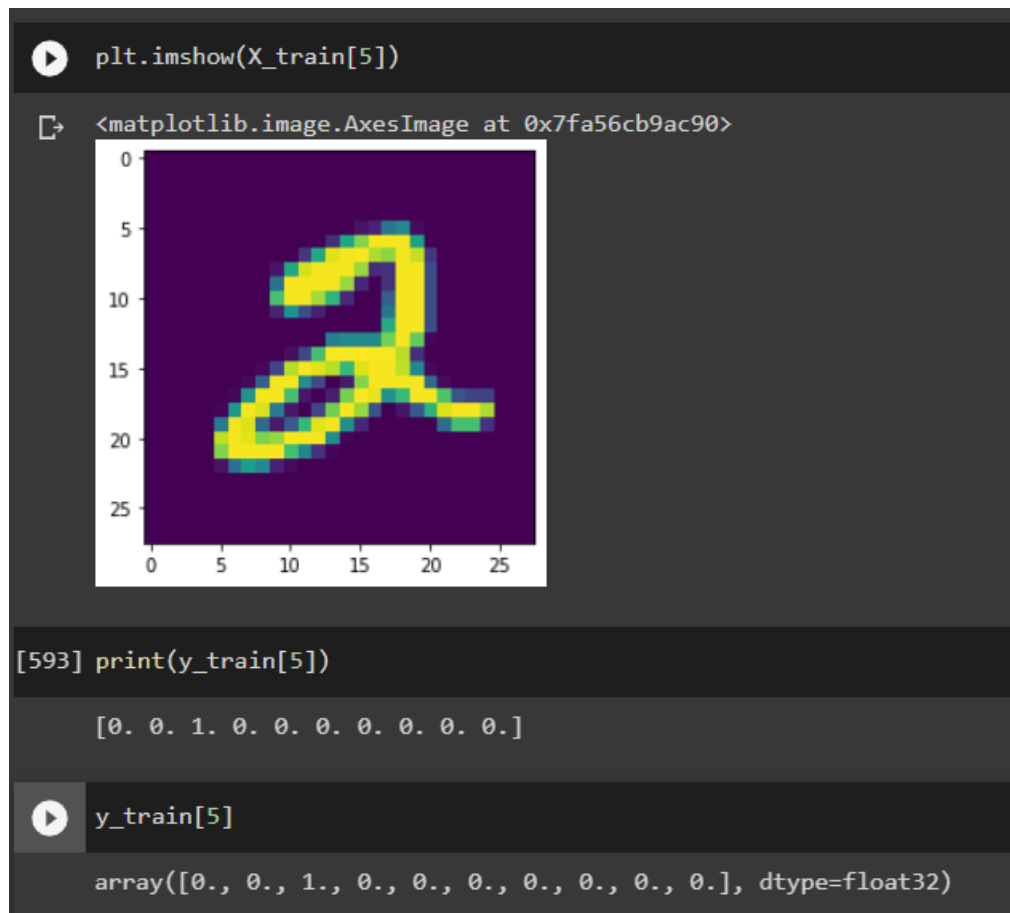 plt.imshow(X_train[5])
<matplotlib.image.AxesImage at 0x7fa56cb9ac90>
0
5
10
15
20
25
2
0 5 10 15 20 25
[593] print(y_train[5])
[0. 0. 1. 0. 0. 0. 0. 0. 0. 0.]
y_train[5]
array([0., 0., 1., 0., 0., 0., 0., 0., 0., 0.], dtype=float32)